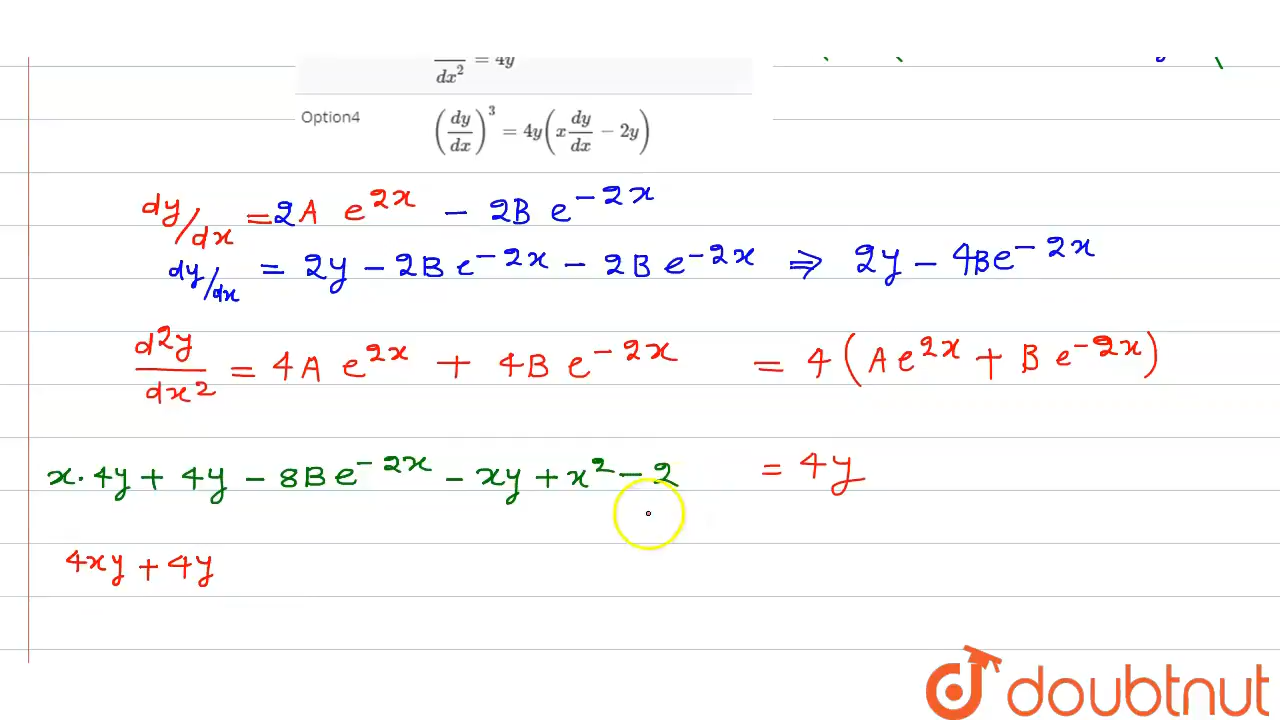 d²y/dx² = 4y
Option4 (dy/dx)³ = 4y(x dy/dx − 2y)
dy/dx = 2A e^2x − 2B e^−2x
dy/dx = 2y − 2B e^−2x − 2B e^−2x ⇒ 2y − 4Be^−2x
d²y/dx² = 4A e^2x + 4B e^−2x = 4(Ae^2x + B e^−2x)
x·4y + 4y − 8Be^−2x − xy + x² − 2 = 4y
4xy + 4y
doubtnut